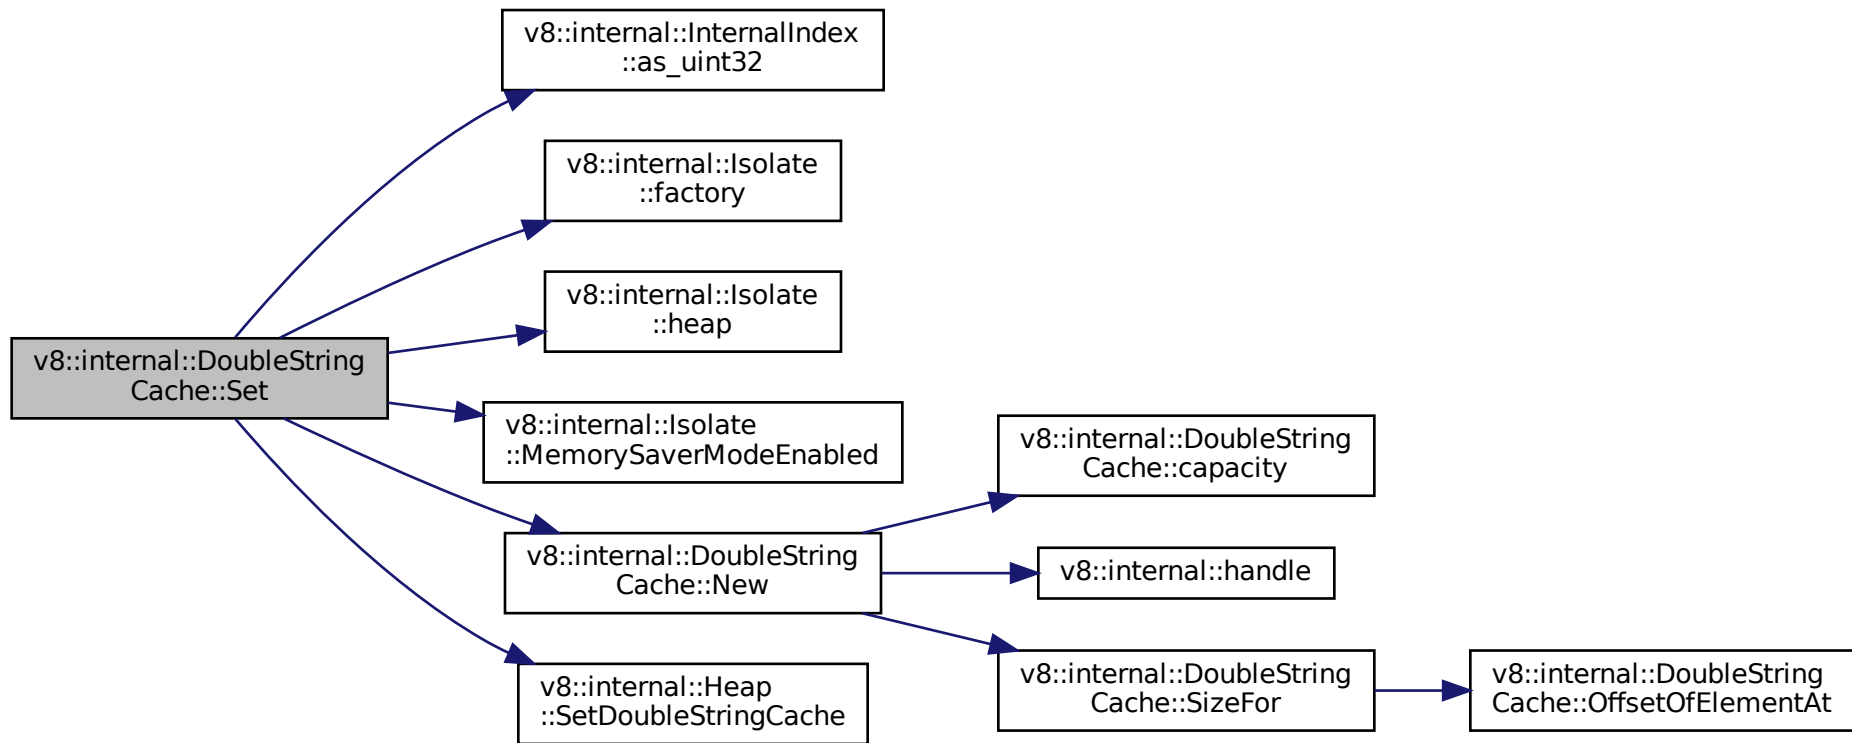 v8::internal::InternalIndex
::as_uint32
v8::internal::Isolate
::factory
v8::internal::Isolate
::heap
v8::internal::DoubleString
Cache::Set
v8::internal::Isolate
::MemorySaverModeEnabled
v8::internal::DoubleString
Cache::capacity
v8::internal::DoubleString
Cache::New
v8::internal::handle
v8::internal::Heap
::SetDoubleStringCache
v8::internal::DoubleString
Cache::SizeFor
v8::internal::DoubleString
Cache::OffsetOfElementAt